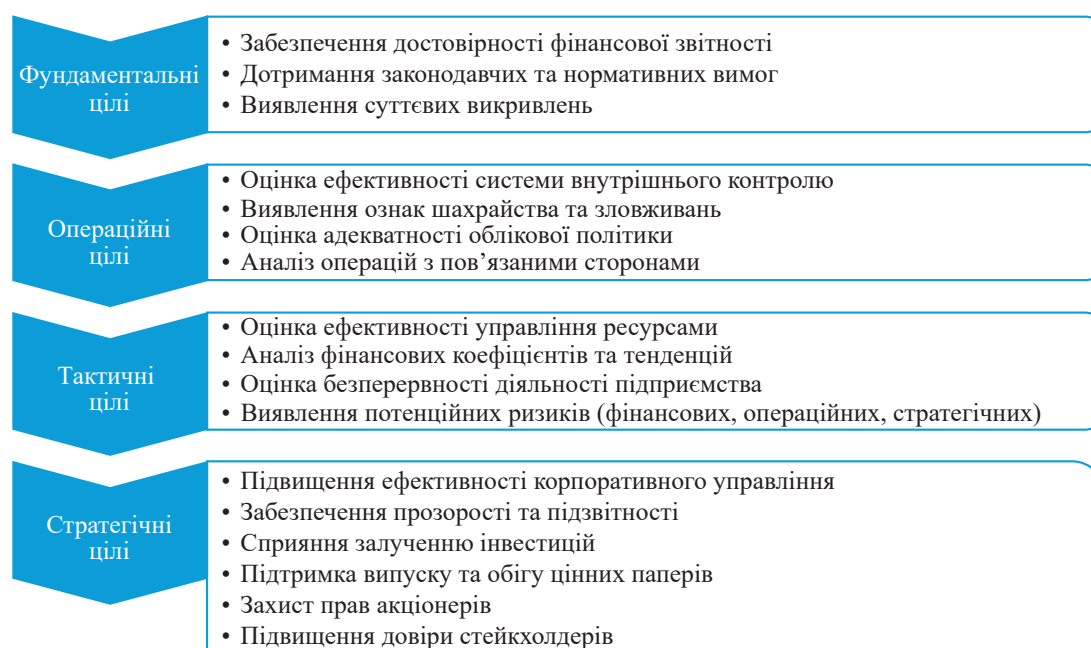 Фундаментальні
цілі
• Забезпечення достовірності фінансової звітності
• Дотримання законодавчих та нормативних вимог
• Виявлення суттєвих викривлень
Операційні
цілі
• Оцінка ефективності системи внутрішнього контролю
• Виявлення ознак шахрайства та зловживань
• Оцінка адекватності облікової політики
• Аналіз операцій з пов’язаними сторонами
Тактичні
цілі
• Оцінка ефективності управління ресурсами
• Аналіз фінансових коефіцієнтів та тенденцій
• Оцінка безперервності діяльності підприємства
• Виявлення потенційних ризиків (фінансових, операційних, стратегічних)
Стратегічні
цілі
• Підвищення ефективності корпоративного управління
• Забезпечення прозорості та підзвітності
• Сприяння залученню інвестицій
• Підтримка випуску та обігу цінних паперів
• Захист прав акціонерів
• Підвищення довіри стейкхолдерів